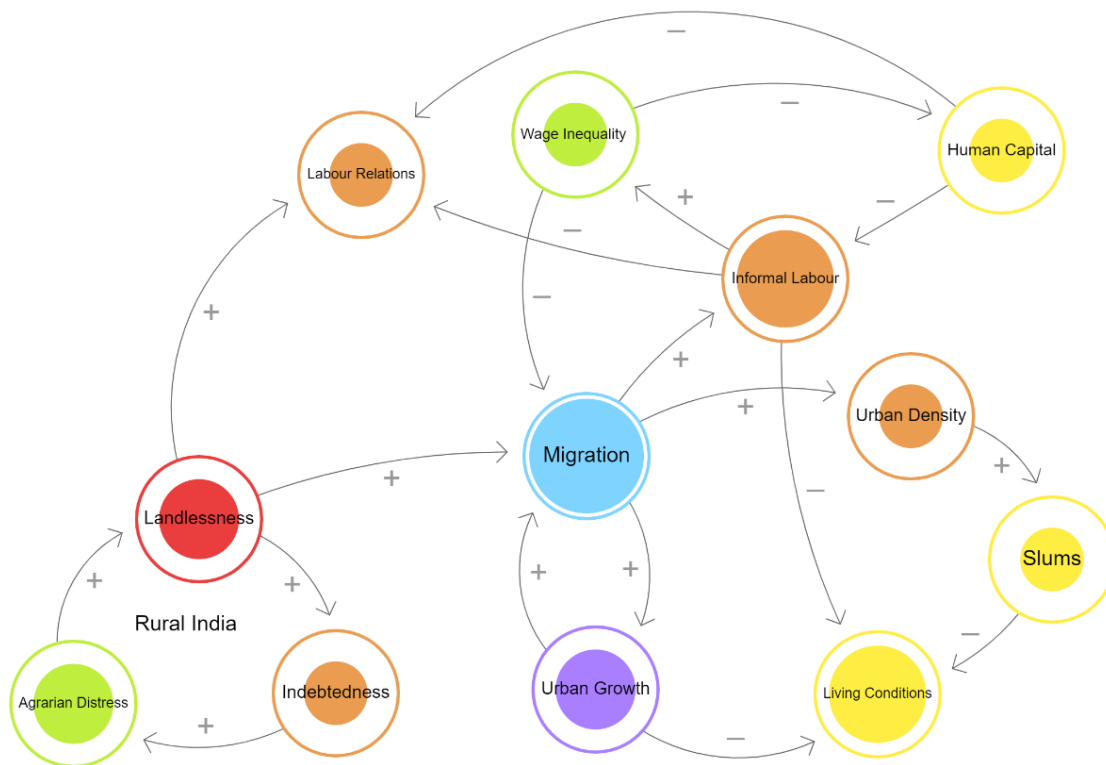 Wage Inequality
Human Capital
Labour Relations
Informal Labour
Urban Density
Migration
Landlessness
Slums
Rural India
Urban Growth
Indebtedness
Living Conditions
Agrarian Distress
−
−
+
−
−
+
−
+
+
−
+
+
+
+
+
+
−
−
+
−